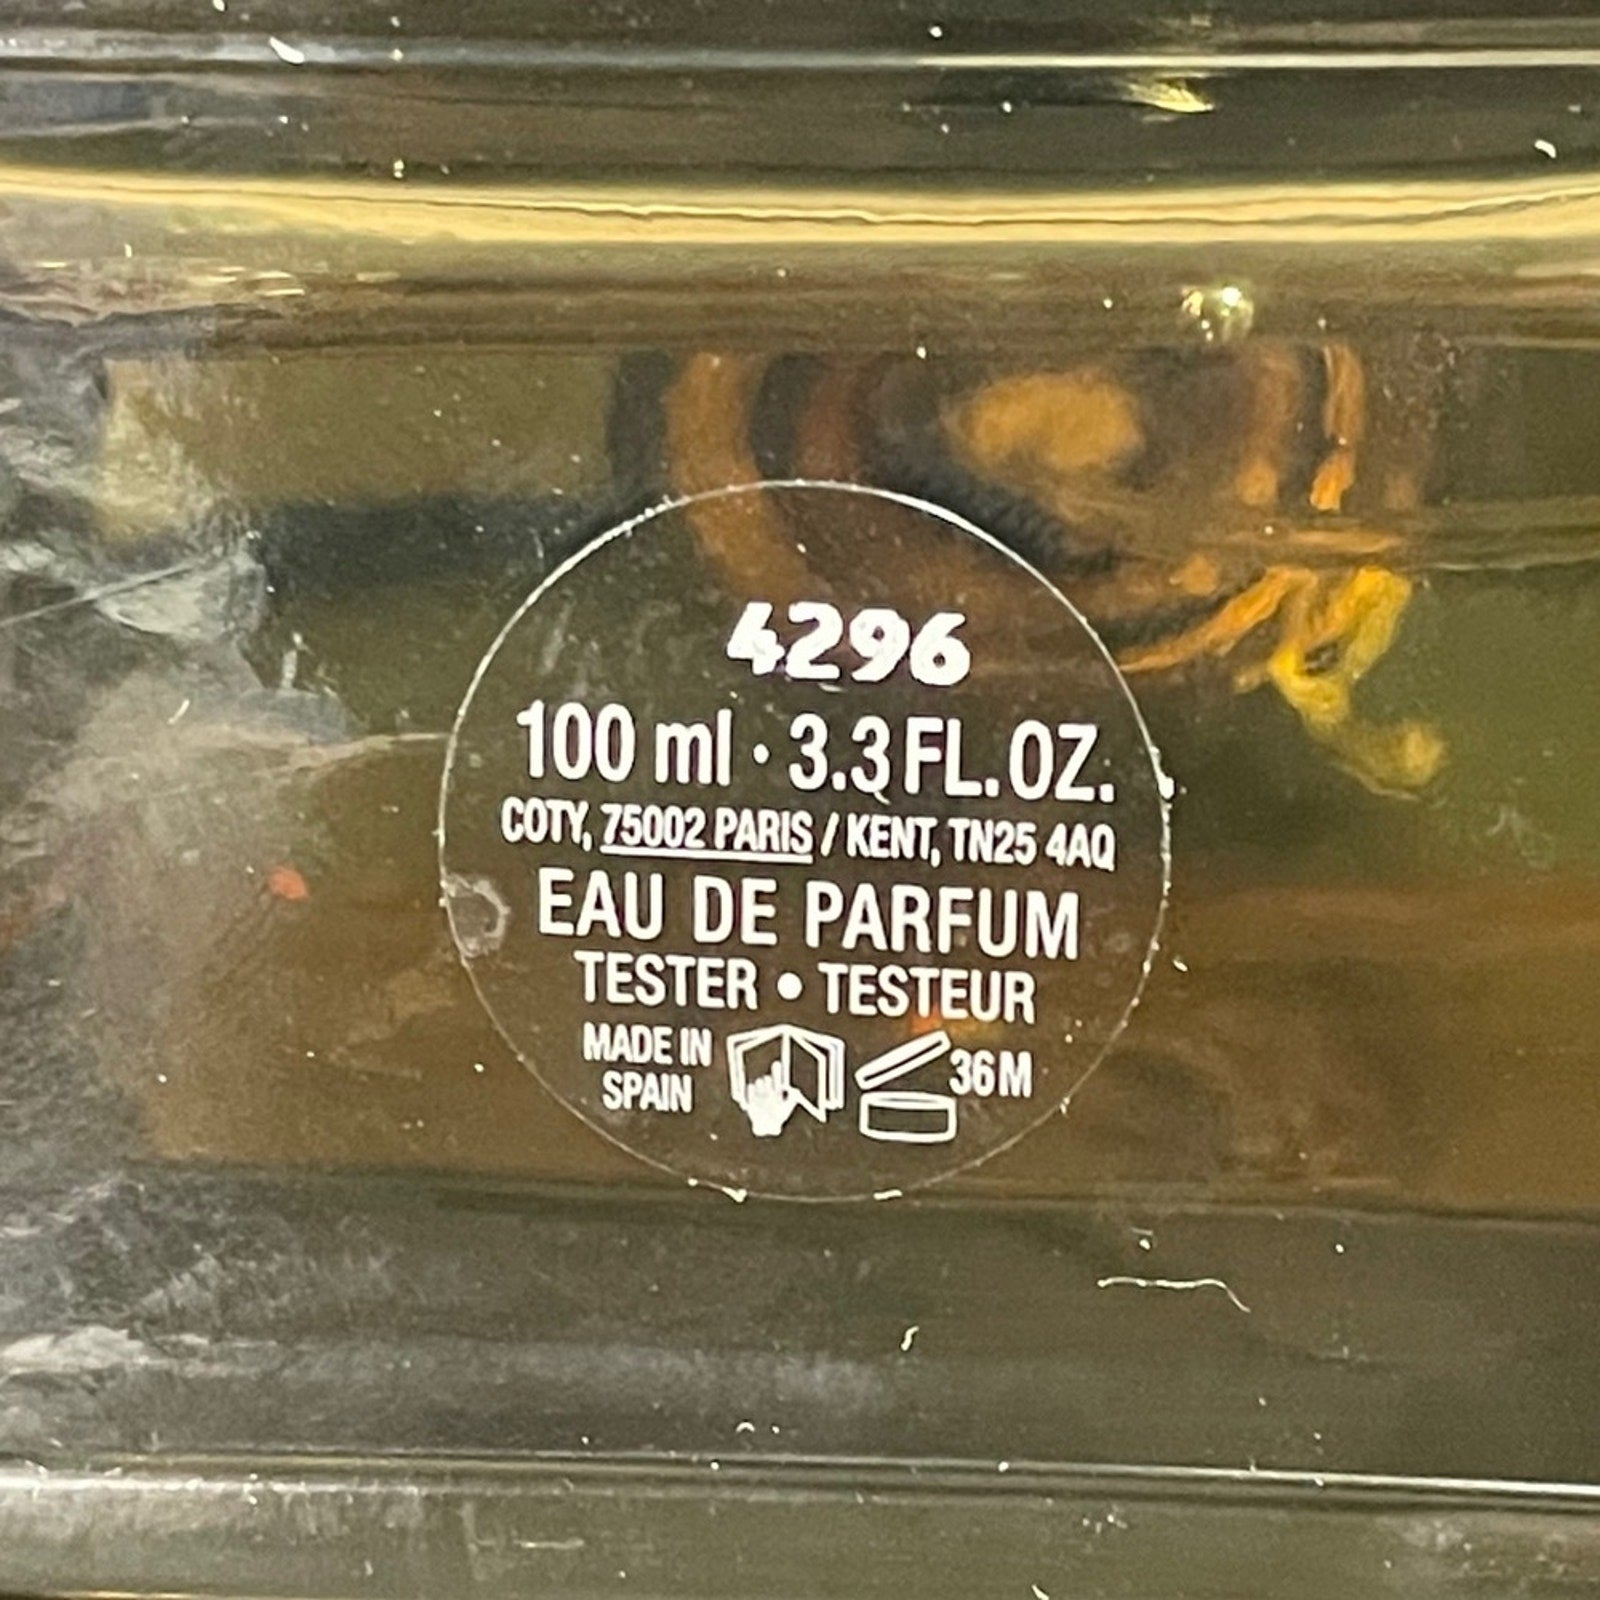 4296
100 ml · 3.3 FL. OZ.
COTY, 75002 PARIS / KENT, TN25 4AQ
EAU DE PARFUM
TESTER • TESTEUR
MADE IN
SPAIN
36M